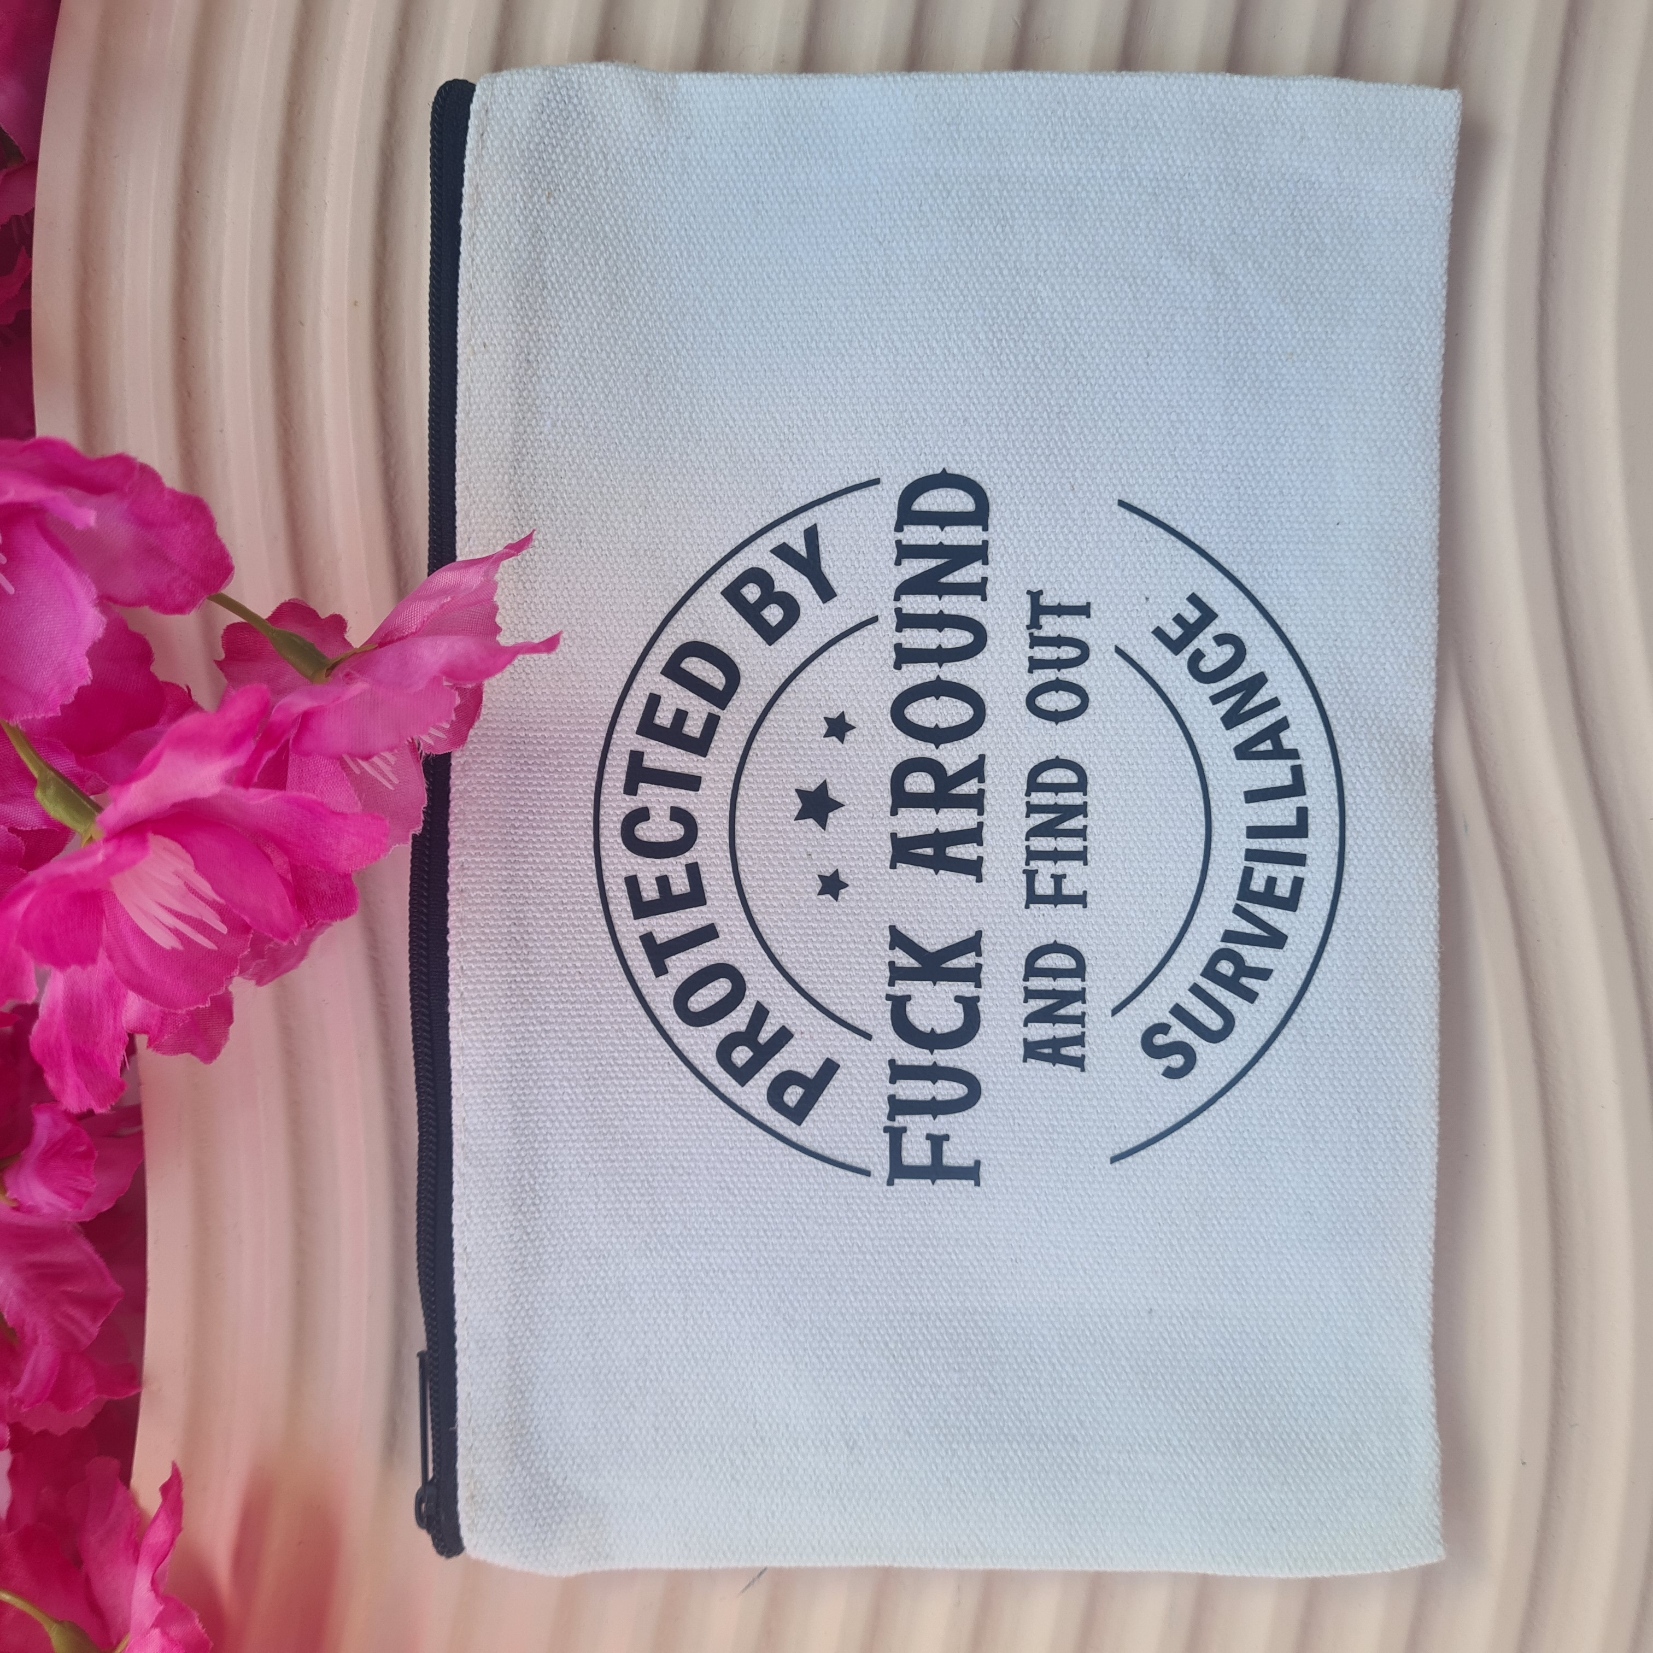 PROTECTED BY
FUCK AROUND
AND FIND OUT
SURVEILLANCE